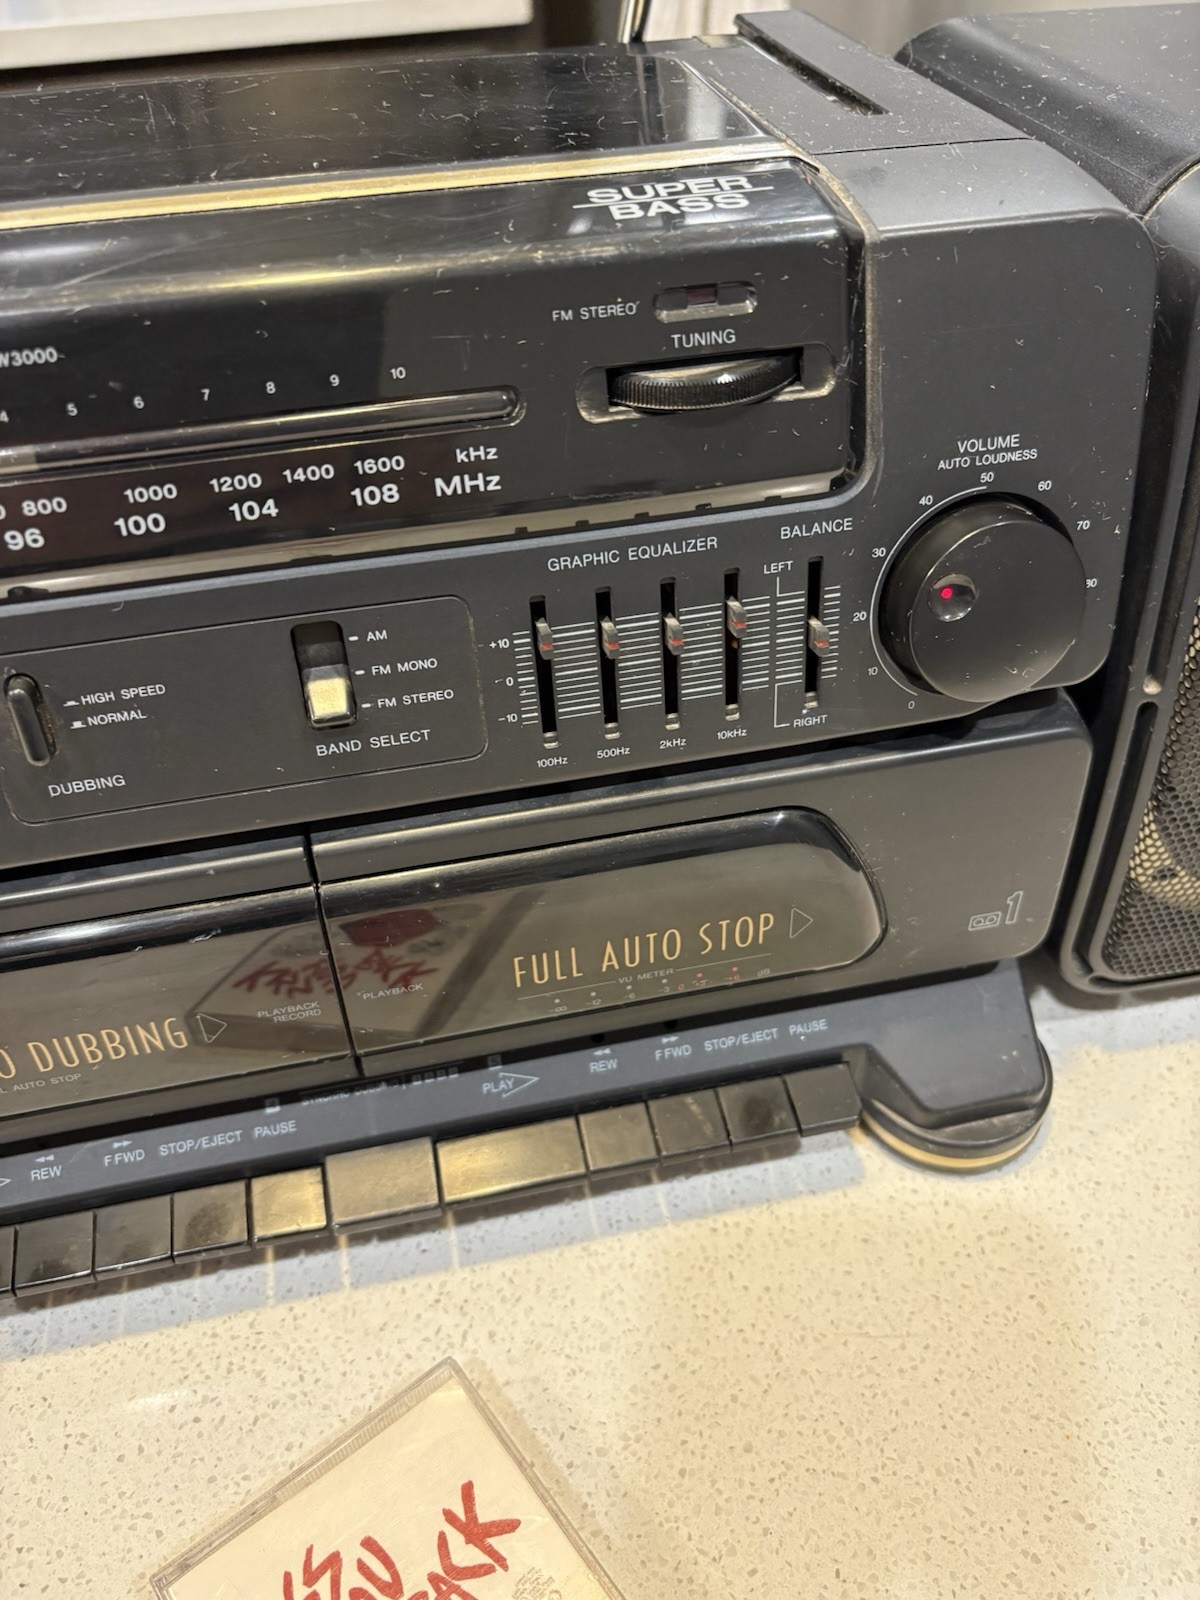 SUPER
BASS
FM STEREO
TUNING
W3000
4 5 6 7 8 9 10
kHz
800 1000 1200 1400 1600
MHz
96 100 104 108
VOLUME
AUTO LOUDNESS
0 10 20 30 40 50 60 70 80
GRAPHIC EQUALIZER
BALANCE
LEFT
RIGHT
+10
0
-10
100Hz 500Hz 2kHz 10kHz
AM
FM MONO
FM STEREO
BAND SELECT
HIGH SPEED
NORMAL
DUBBING
FULL AUTO STOP
VU METER
dB
1
PLAYBACK
PLAYBACK
RECORD
DUBBING
AUTO STOP
PLAY REW F FWD STOP/EJECT PAUSE
REW F FWD STOP/EJECT PAUSE